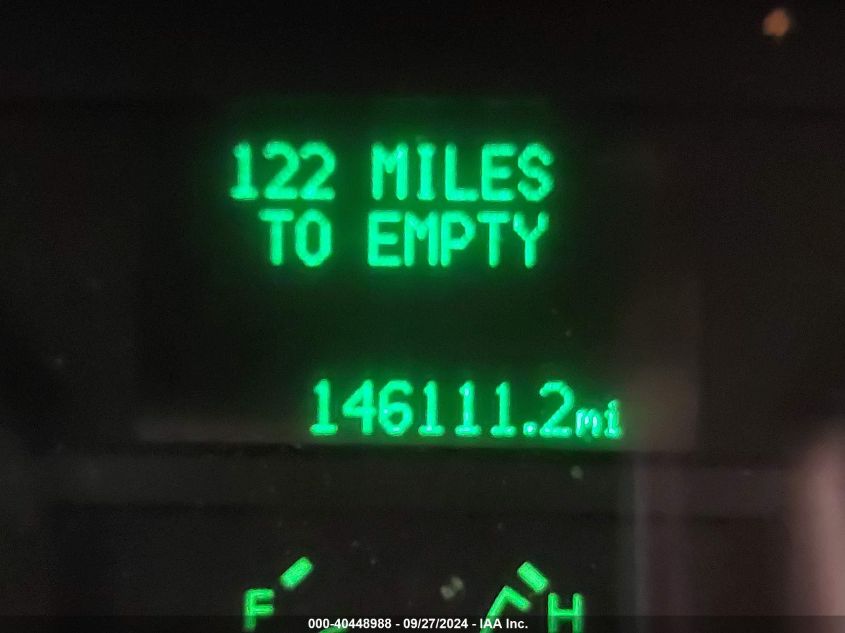 122 MILES
TO EMPTY
146111.2mi
F H
000-40448988 - 09/27/2024 - IAA Inc.